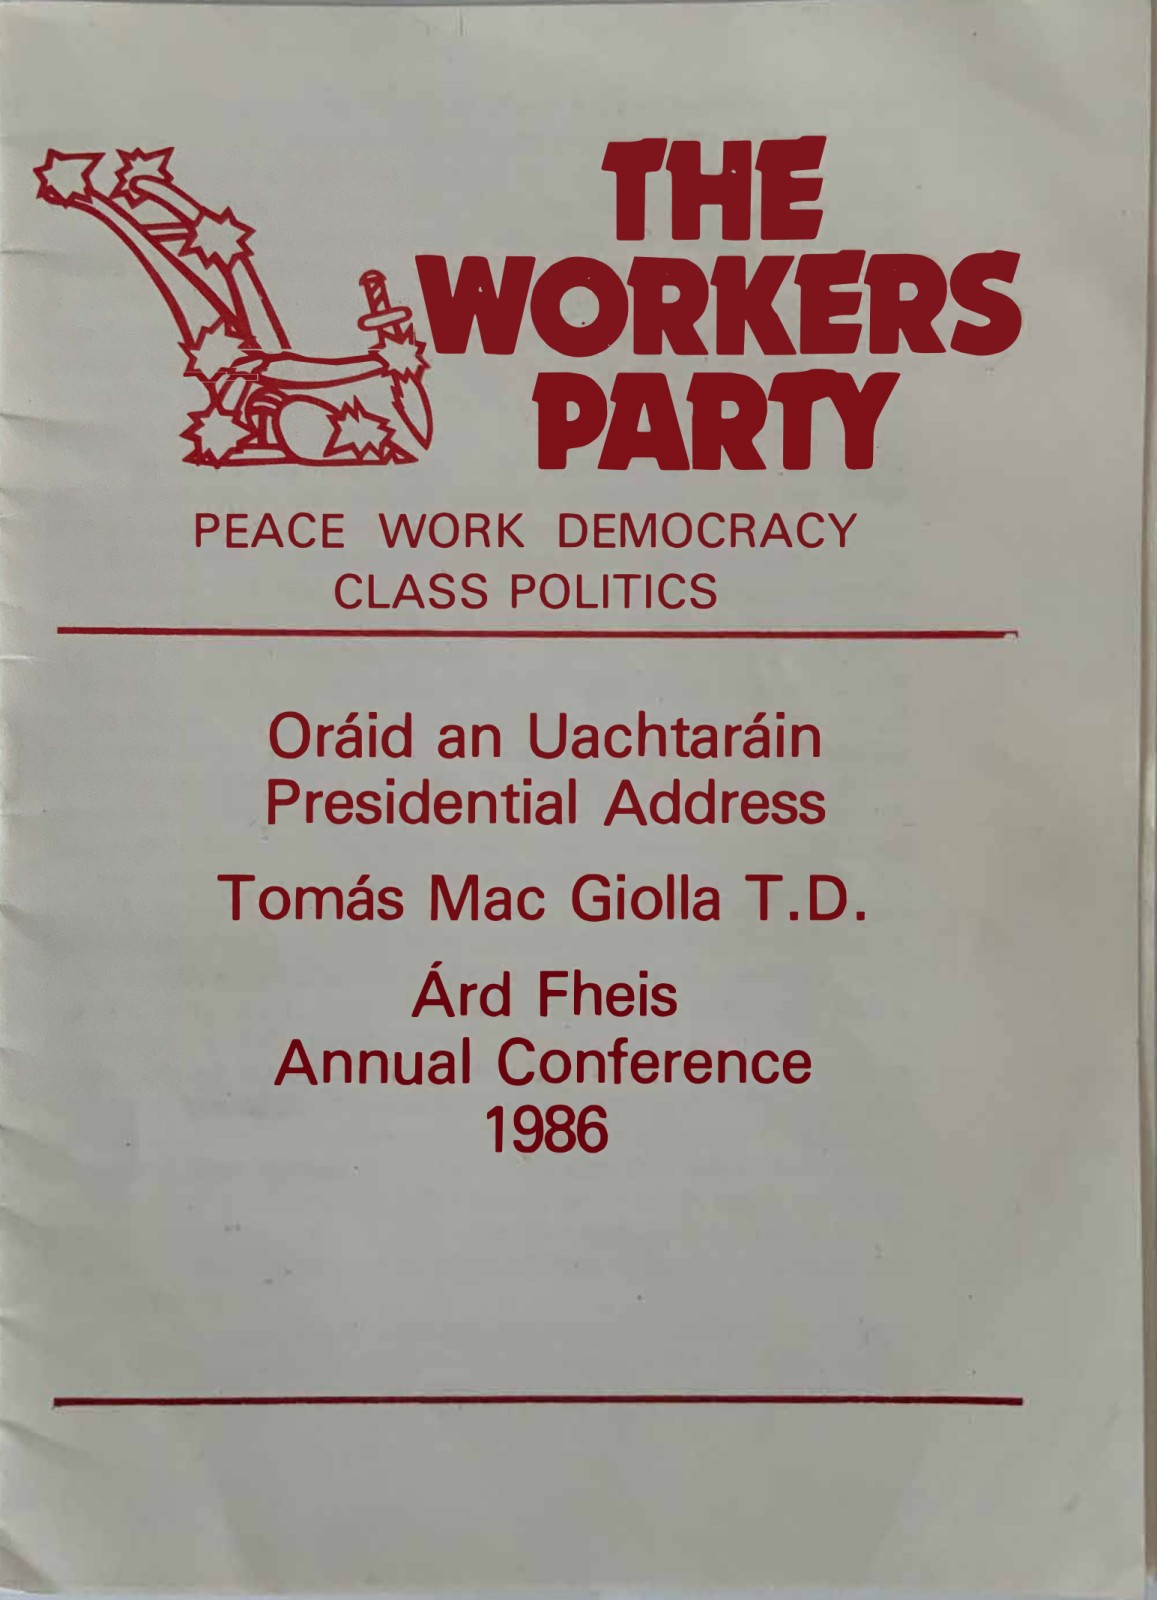 THE
WORKERS
PARTY
PEACE WORK DEMOCRACY
CLASS POLITICS
Oráid an Uachtaráin
Presidential Address
Tomás Mac Giolla T.D.
Árd Fheis
Annual Conference
1986